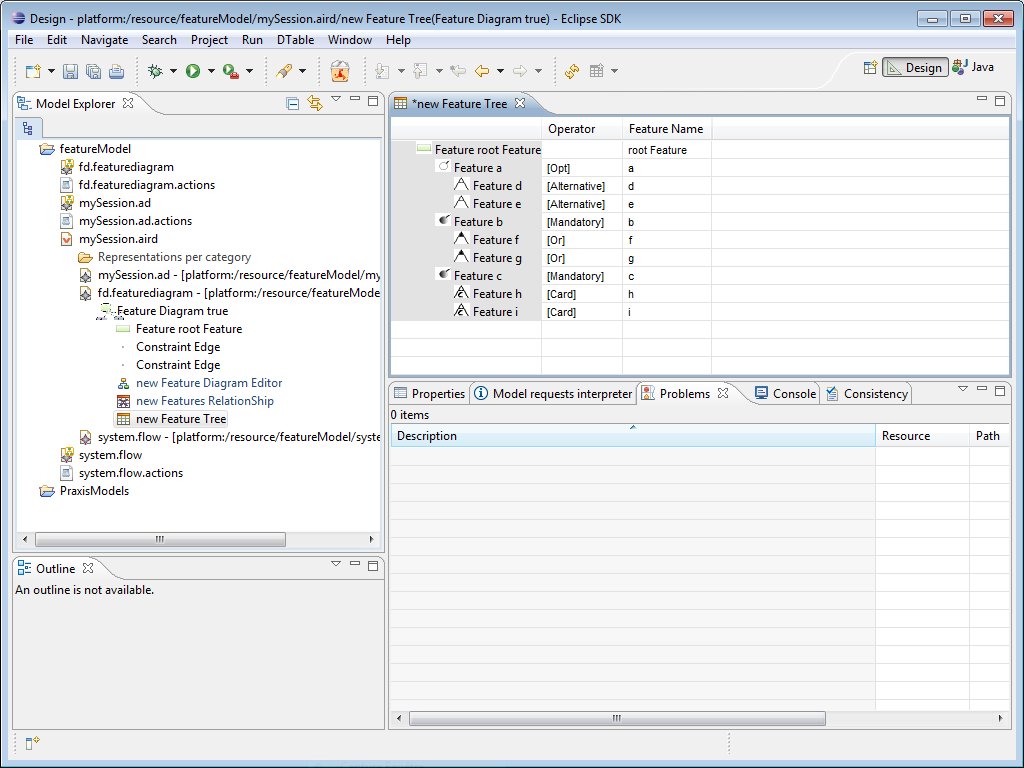 Design - platform:/resource/featureModel/mySession.aird/new Feature Tree(Feature Diagram true) - Eclipse SDK
File Edit Navigate Search Project Run DTable Window Help
Design Java
Model Explorer
featureModel
fd.featurediagram
fd.featurediagram.actions
mySession.ad
mySession.ad.actions
mySession.aird
Representations per category
mySession.ad - [platform:/resource/featureModel/my
fd.featurediagram - [platform:/resource/featureMode
Feature Diagram true
Feature root Feature
Constraint Edge
Constraint Edge
new Feature Diagram Editor
new Features RelationShip
new Feature Tree
system.flow - [platform:/resource/featureModel/syste
system.flow
system.flow.actions
PraxisModels
Outline
An outline is not available.
*new Feature Tree
Operator Feature Name
Feature root Feature root Feature
Feature a [Opt] a
Feature d [Alternative] d
Feature e [Alternative] e
Feature b [Mandatory] b
Feature f [Or] f
Feature g [Or] g
Feature c [Mandatory] c
Feature h [Card] h
Feature i [Card] i
Properties Model requests interpreter Problems Console Consistency
0 items
Description Resource Path